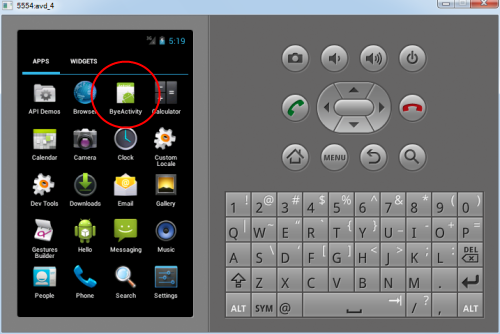 5554:avd_4
5:19
APPS WIDGETS
API Demos Browser ByeActivity Calculator
Calendar Camera Clock Custom Locale
Dev Tools Downloads Email Gallery
Gestures Builder Hello Messaging Music
People Phone Search Settings
MENU
1 ! 2 @ 3 # 4 $ 5 % 6 ^ 7 & 8 * 9 ( 0 )
Q | W ~ E " R ` T { Y } U _ I - O + P =
A S \ D ' F [ G ] H < J > K ; L : DEL
Z X C V B N M .
ALT SYM @ / ? , ALT